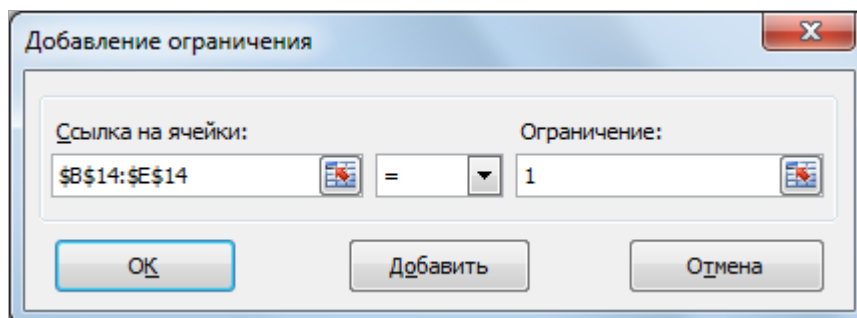 Добавление ограничения
Ссылка на ячейки: Ограничение:
$B$14:$E$14 = 1
ОК Добавить Отмена